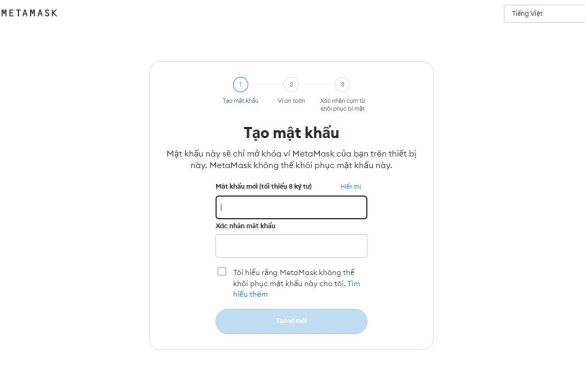 METAMASK
Tiếng Việt
1
2
3
Tạo mật khẩu
Ví an toàn
Xác nhận cụm từ
khôi phục bí mật
Tạo mật khẩu
Mật khẩu này sẽ chỉ mở khóa ví MetaMask của bạn trên thiết bị
này. MetaMask không thể khôi phục mật khẩu này.
Mật khẩu mới (tối thiểu 8 ký tự)
Hiển thị
Xác nhận mật khẩu
Tôi hiểu rằng MetaMask không thể
khôi phục mật khẩu này cho tôi. Tìm
hiểu thêm
Tạo ví mới